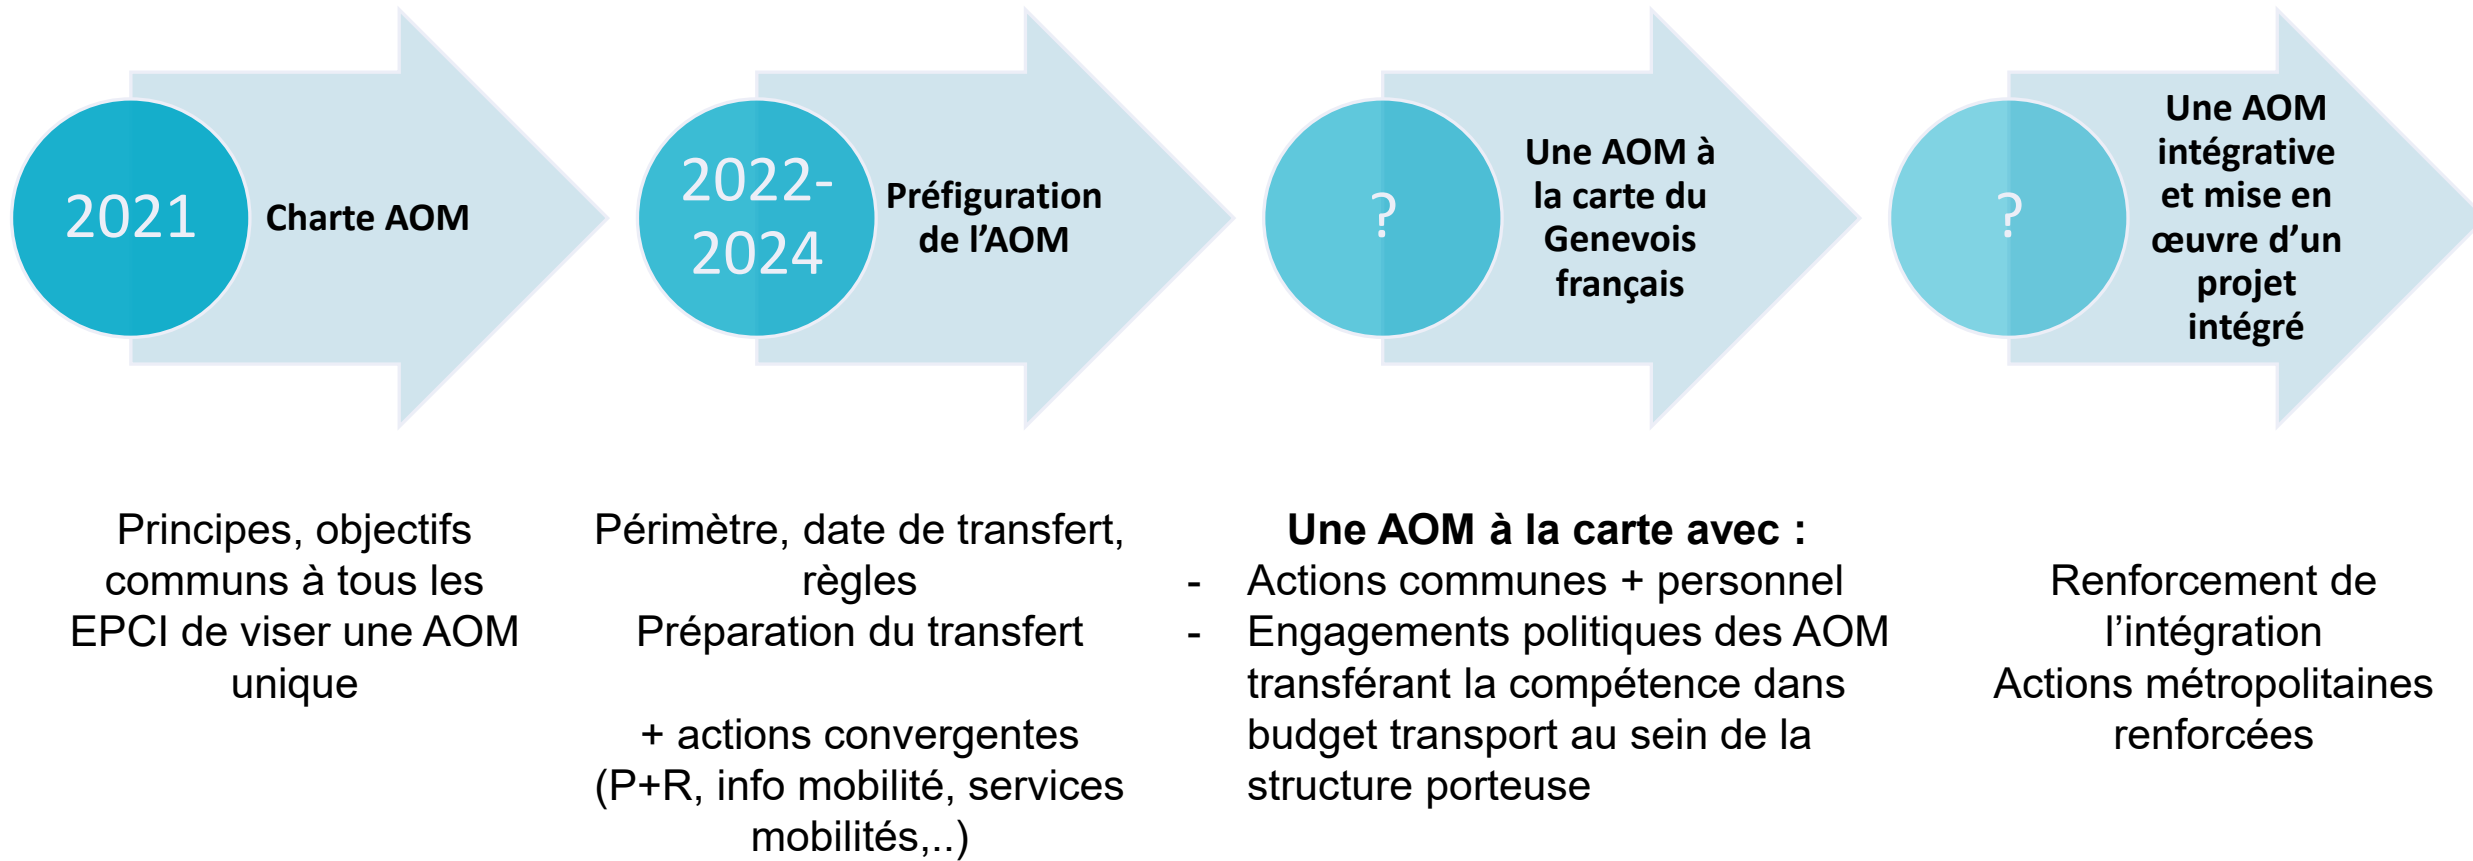 2021
Charte AOM
2022-
2024
Préfiguration
de l’AOM
?
Une AOM à
la carte du
Genevois
français
?
Une AOM
intégrative
et mise en
œuvre d’un
projet
intégré
Principes, objectifs
communs à tous les
EPCI de viser une AOM
unique
Périmètre, date de transfert,
règles
Préparation du transfert
+ actions convergentes
(P+R, info mobilité, services
mobilités,..)
Une AOM à la carte avec :
- Actions communes + personnel
- Engagements politiques des AOM
transférant la compétence dans
budget transport au sein de la
structure porteuse
Renforcement de
l’intégration
Actions métropolitaines
renforcées